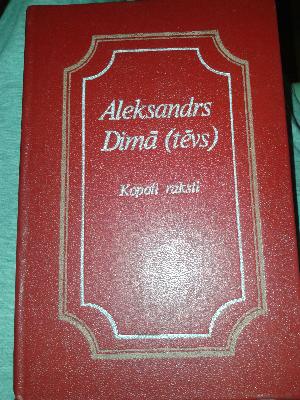 Aleksandrs
Dimā (tēvs)
Kopoti raksti